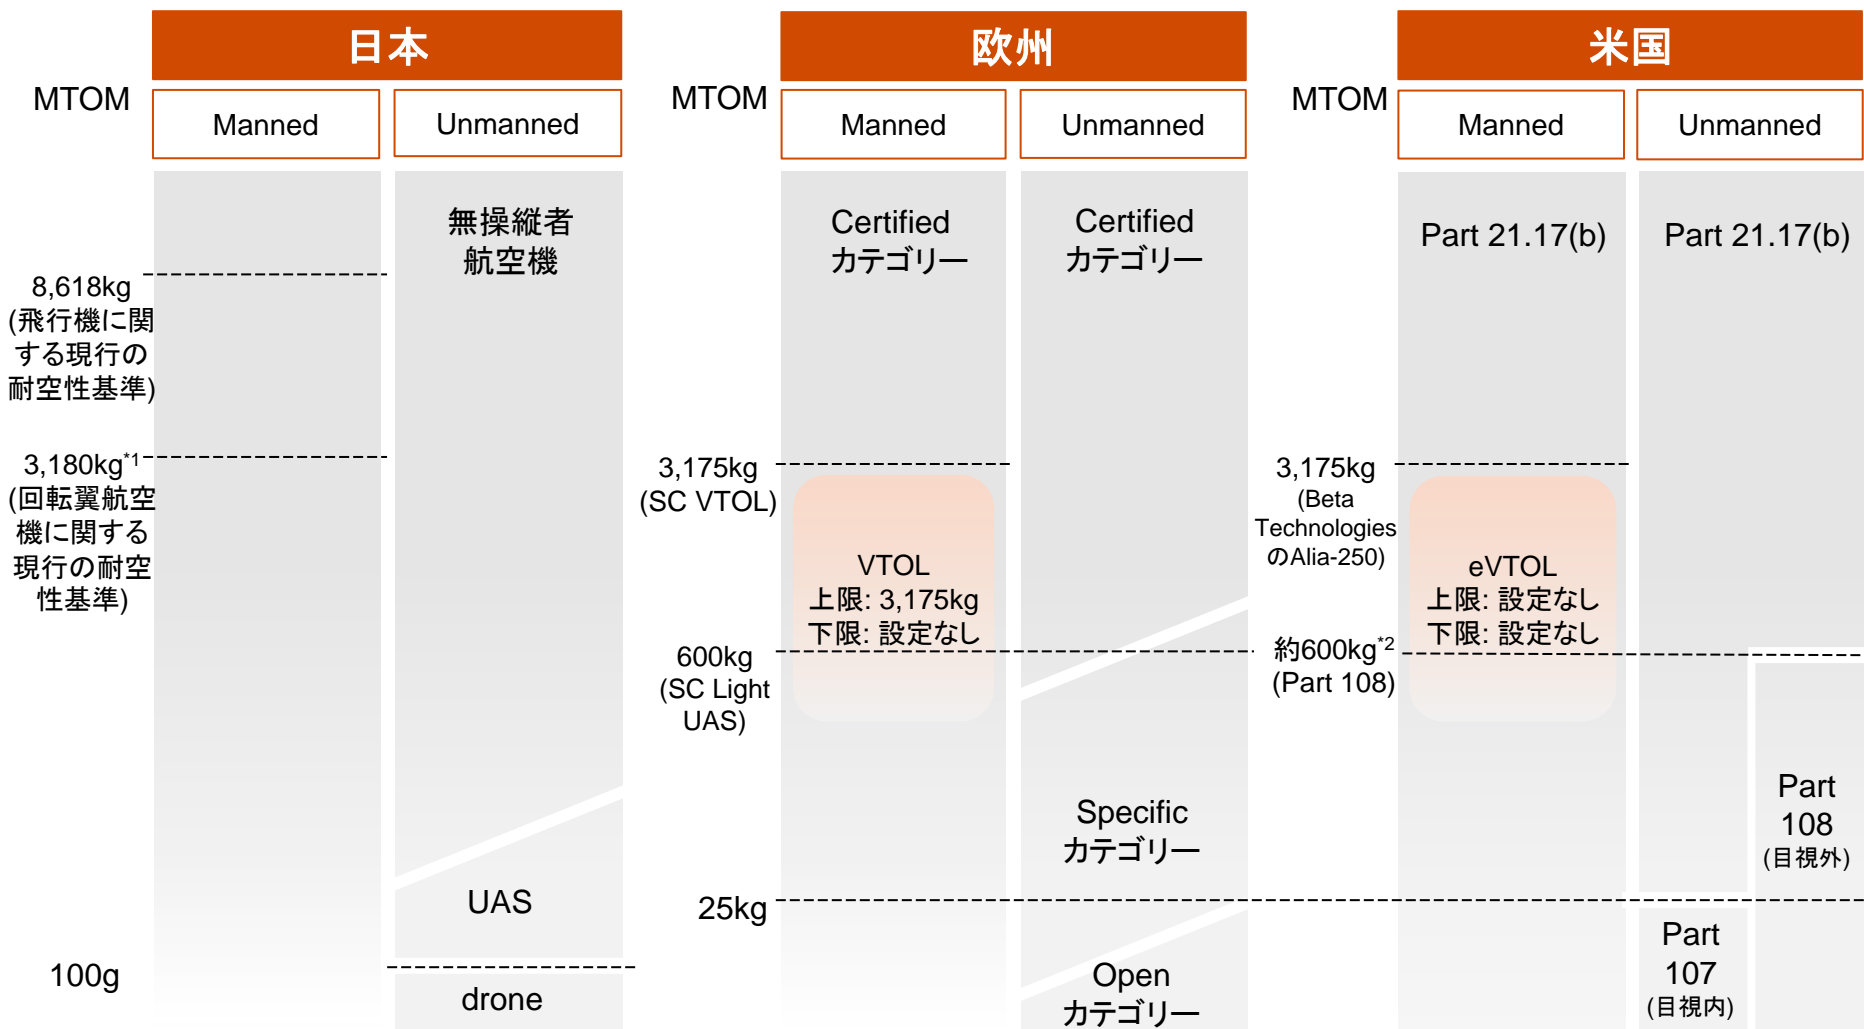 日本
MTOM
Manned
Unmanned
無操縦者
航空機
8,618kg
(飛行機に関
する現行の
耐空性基準)
3,180kg*1
(回転翼航空
機に関する
現行の耐空
性基準)
UAS
100g
drone
欧州
MTOM
Manned
Unmanned
Certified
カテゴリー
Certified
カテゴリー
3,175kg
(SC VTOL)
VTOL
上限: 3,175kg
下限: 設定なし
600kg
(SC Light
UAS)
Specific
カテゴリー
25kg
Open
カテゴリー
米国
MTOM
Manned
Unmanned
Part 21.17(b)
Part 21.17(b)
3,175kg
(Beta
Technologies
のAlia-250)
eVTOL
上限: 設定なし
下限: 設定なし
約600kg*2
(Part 108)
Part
108
(目視外)
Part
107
(目視内)